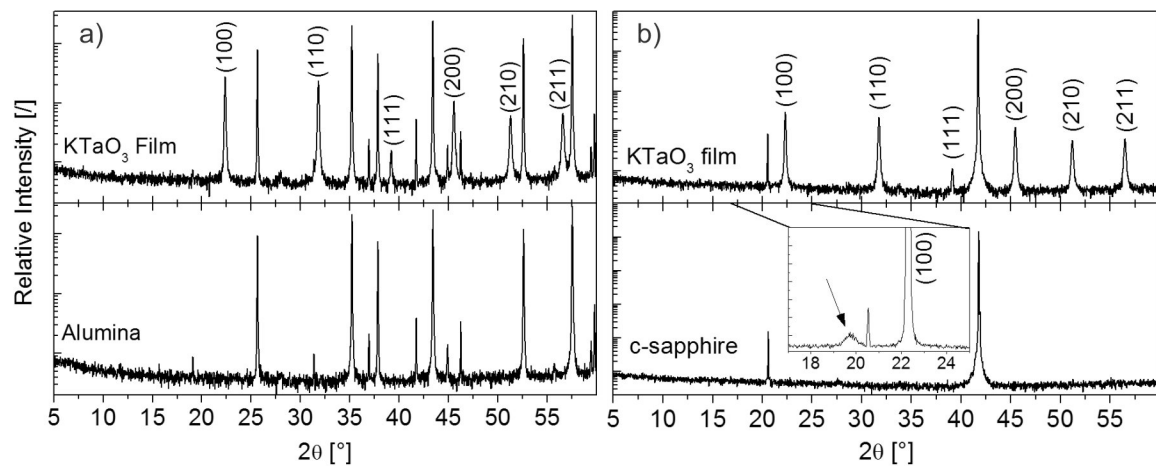 Relative Intensity [/]
a)
(100)
(110)
(111)
(200)
(210)
(211)
KTaO₃ Film
Alumina
5 10 15 20 25 30 35 40 45 50 55
2θ [°]
b)
(100)
(110)
(111)
(200)
(210)
(211)
KTaO₃ film
(100)
18 20 22 24
c-sapphire
5 10 15 20 25 30 35 40 45 50 55
2θ [°]